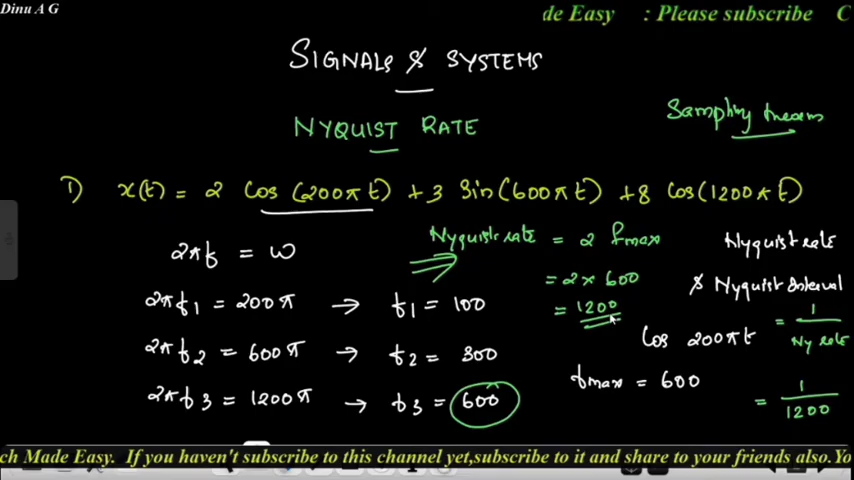 Dinu A G
de Easy : Please subscribe C
SIGNALS & SYSTEMS
NYQUIST RATE
Sampling theorem
1) x(t) = 2 cos (200π t) + 3 sin(600π t) + 8 cos(1200π t)
2πf = ω
2πf1 = 200π → f1 = 100
2πf2 = 600π → f2 = 300
2πf3 = 1200π → f3 = 600
Nyquist rate = 2 fmax
= 2 × 600
= 1200
Nyquist rate
& Nyquist Interval
= 1
Ny rate
cos 200πt
fmax = 600
= 1
1200
ch Made Easy. If you haven't subscribe to this channel yet,subscribe to it and share to your friends also.Yo